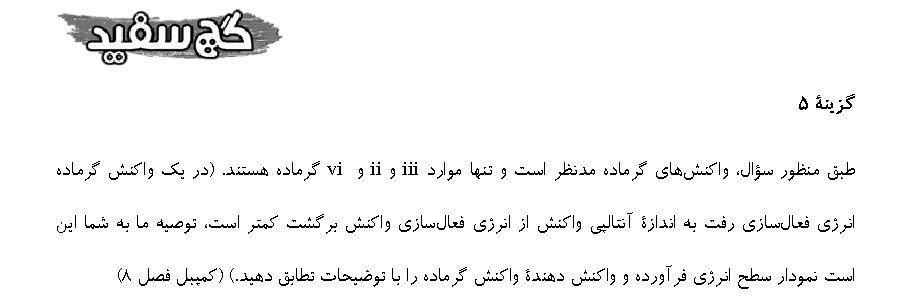 گچ سفید
گزینهٔ ۵
طبق منظور سؤال، واکنش‌های گرماده مدنظر است و تنها موارد iii و ii و vi گرماده هستند. (در یک واکنش گرماده
انرژی فعال‌سازی رفت به اندازهٔ آنتالپی واکنش از انرژی فعال‌سازی واکنش برگشت کمتر است، توصیه ما به شما این
است نمودار سطح انرژی فرآورده و واکنش دهندهٔ واکنش گرماده را با توضیحات تطابق دهید.) (کمپبل فصل ۸)